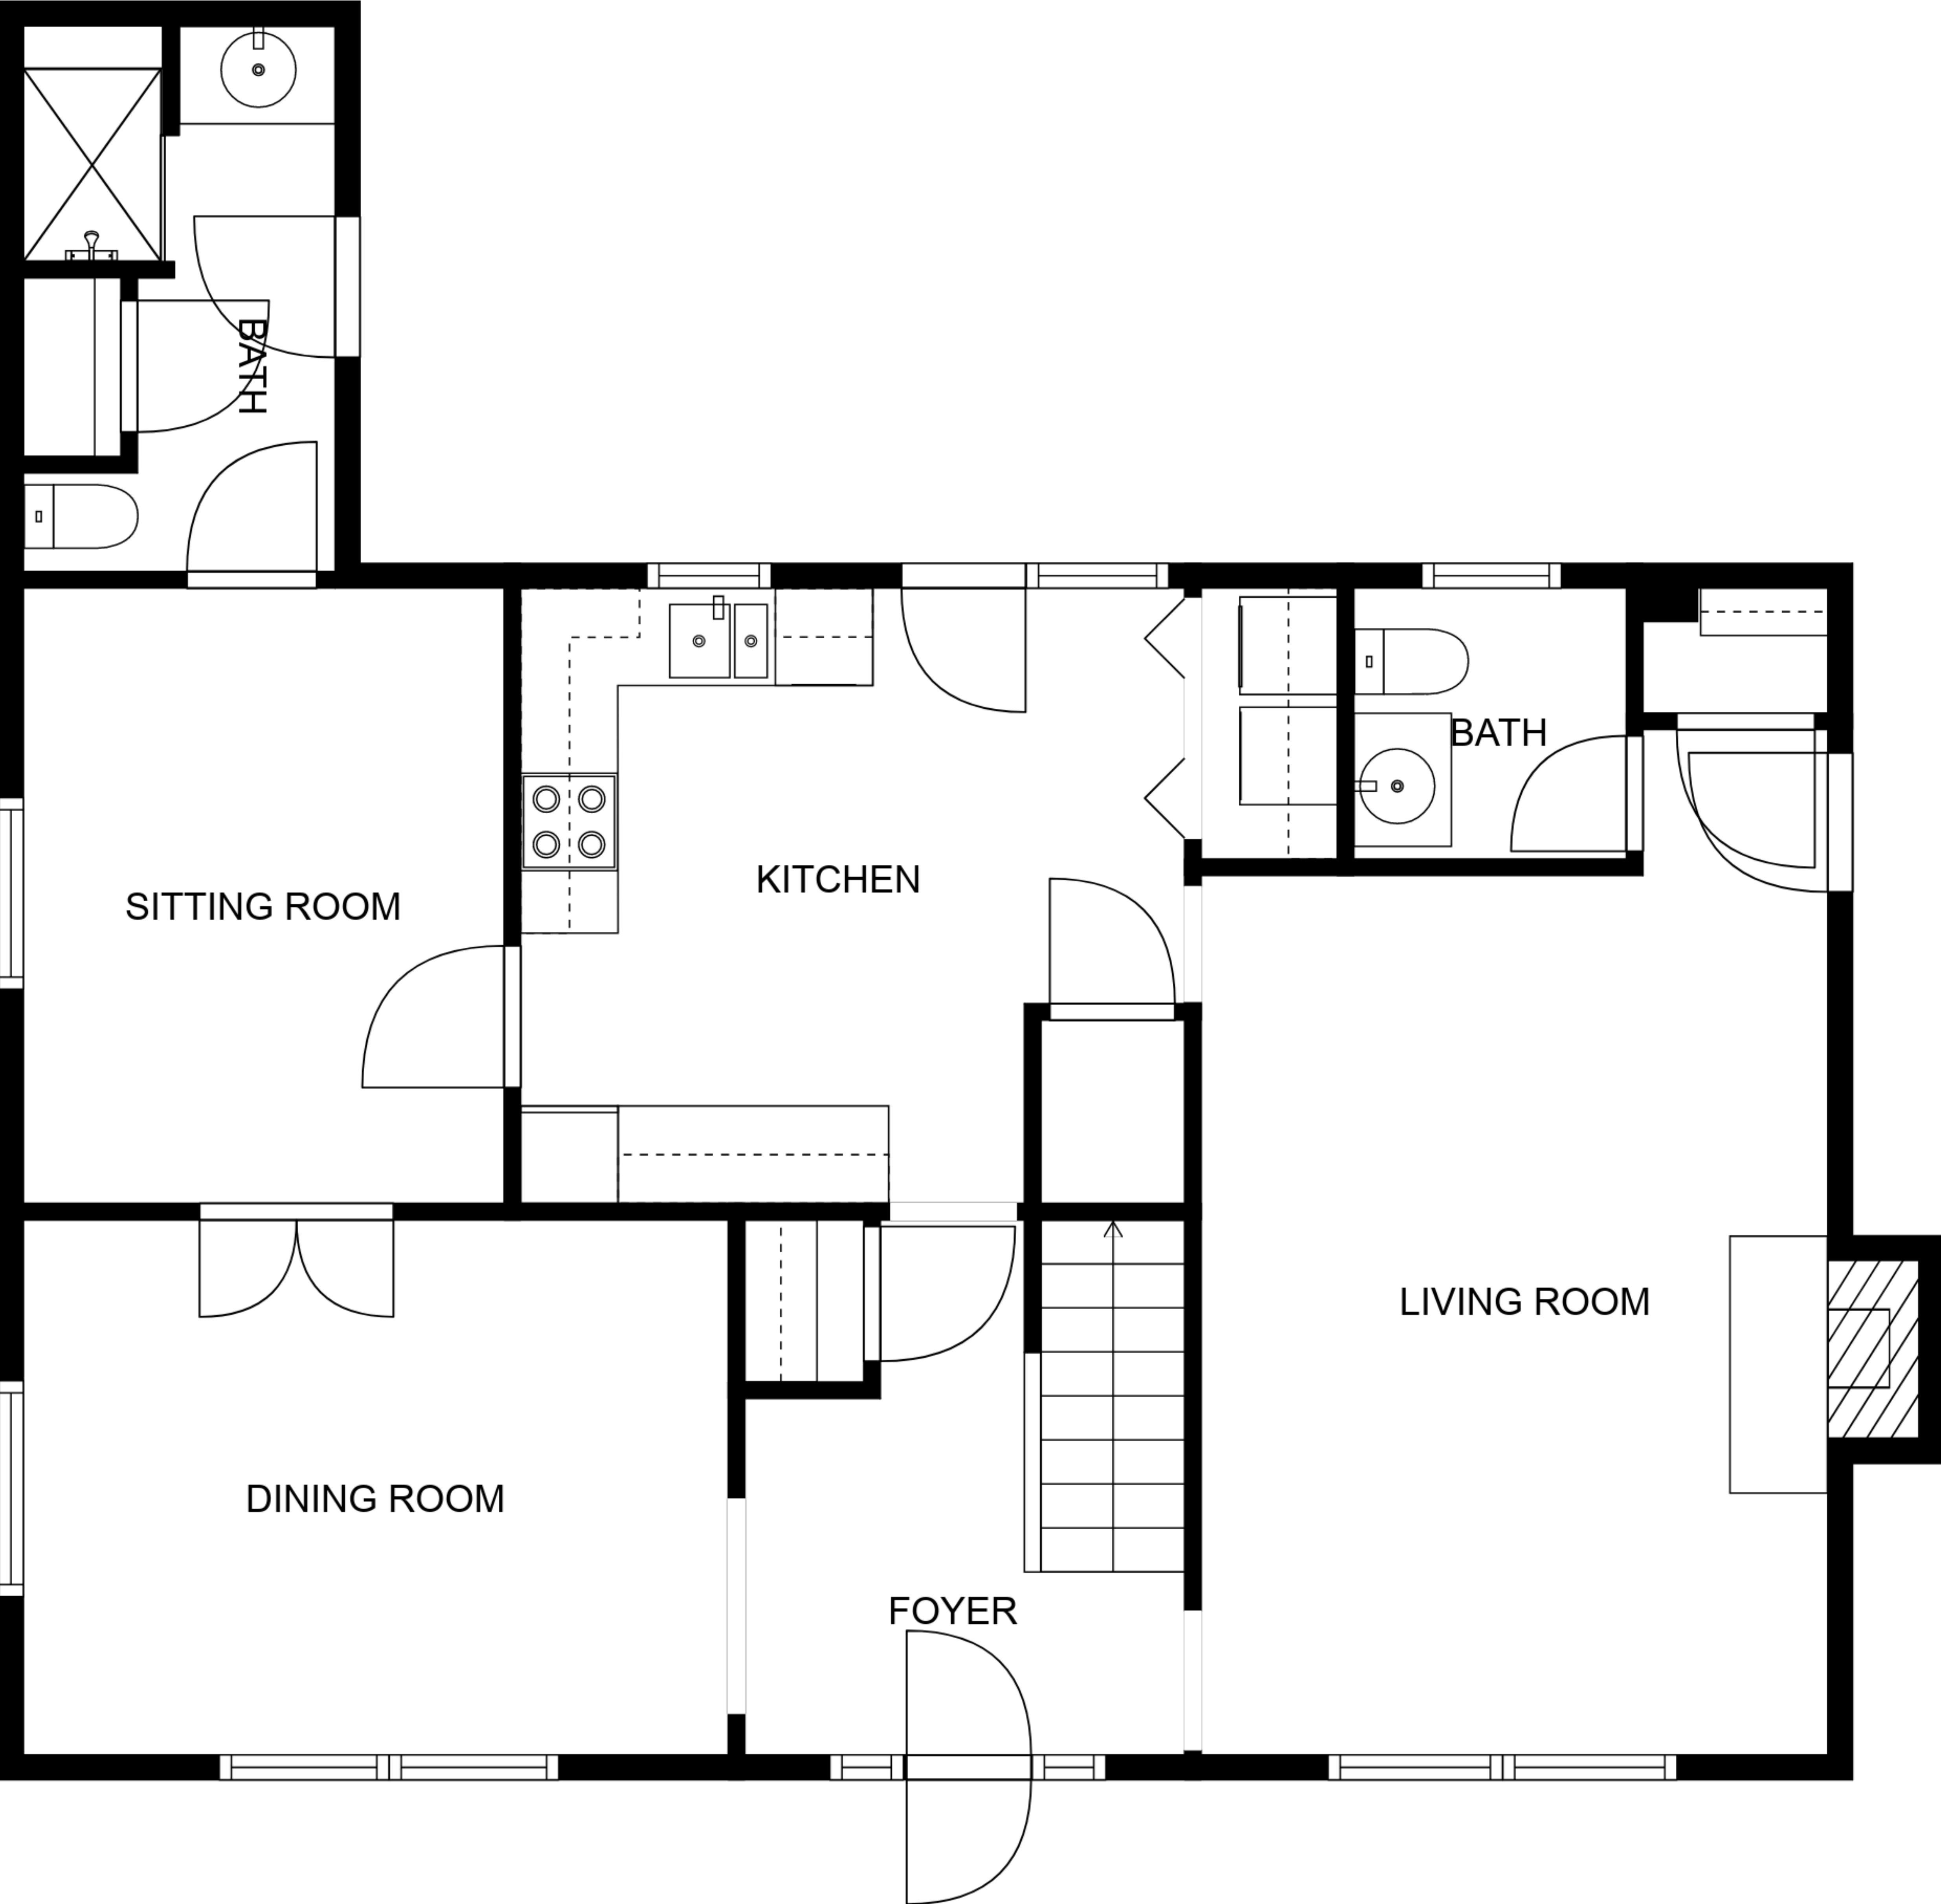 BATH
BATH
KITCHEN
SITTING ROOM
LIVING ROOM
DINING ROOM
FOYER